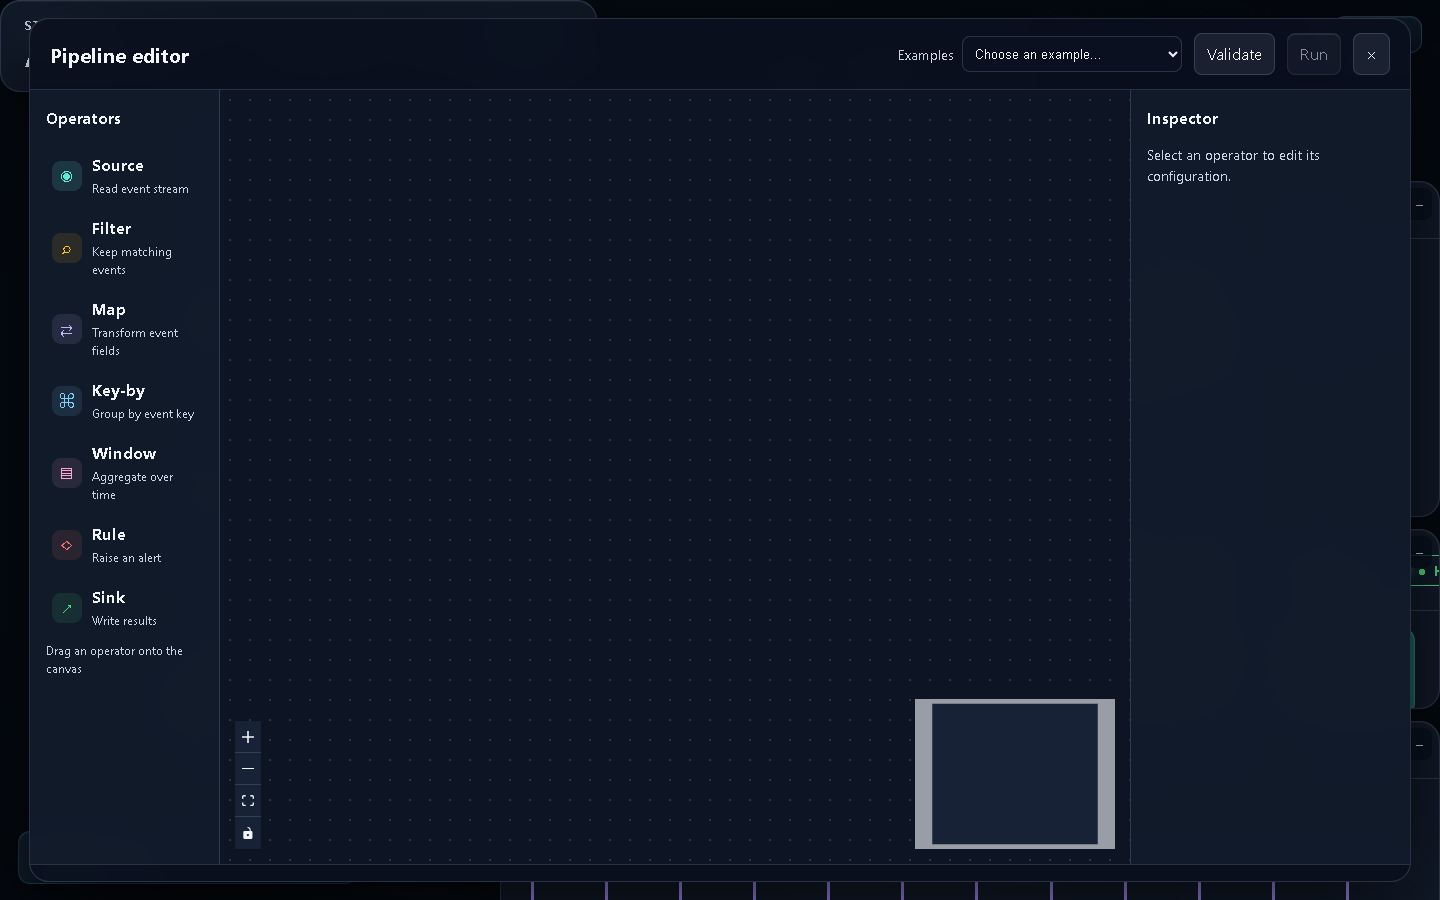 Pipeline editor
Examples
Choose an example...
Validate
Run
×
Operators
Source
Read event stream
Filter
Keep matching
events
Map
Transform event
fields
Key-by
Group by event key
Window
Aggregate over
time
Rule
Raise an alert
Sink
Write results
Drag an operator onto the
canvas
Inspector
Select an operator to edit its
configuration.